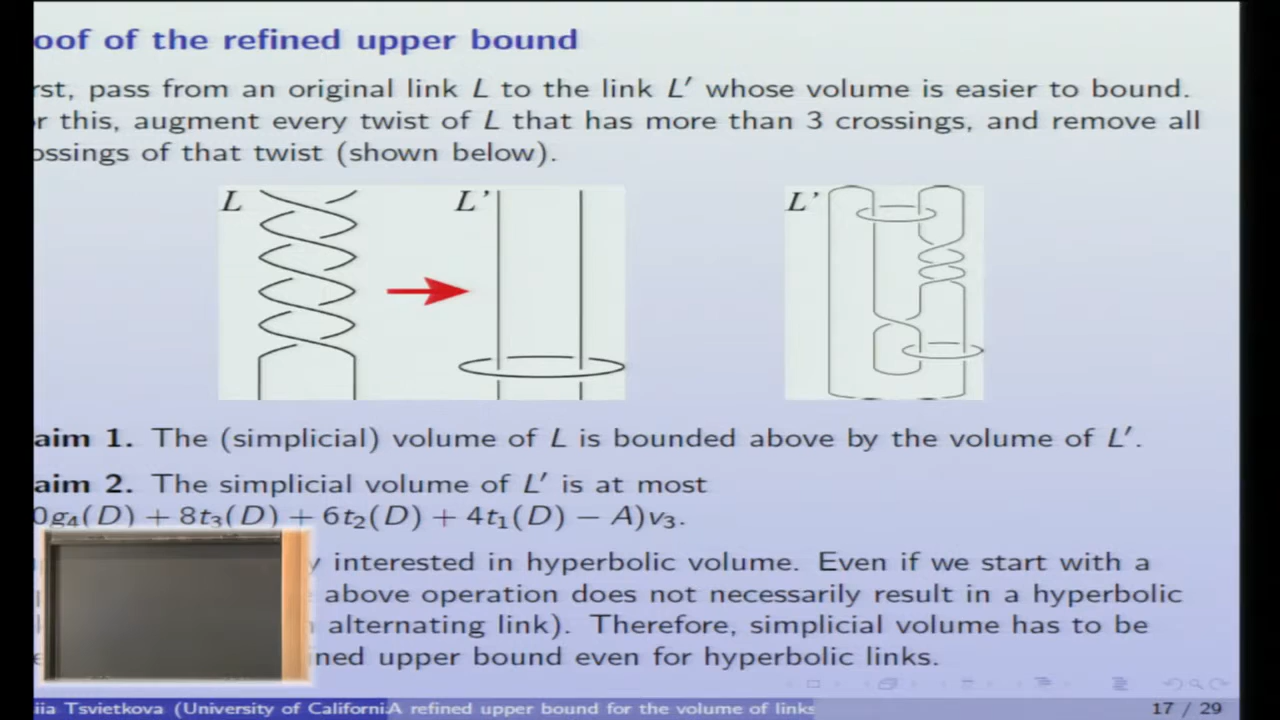 oof of the refined upper bound
rst, pass from an original link L to the link L′ whose volume is easier to bound.
r this, augment every twist of L that has more than 3 crossings, and remove all
ossings of that twist (shown below).
L L' L'
aim 1. The (simplicial) volume of L is bounded above by the volume of L′.
aim 2. The simplicial volume of L′ is at most
0g₄(D) + 8t₃(D) + 6t₂(D) + 4t₁(D) − A)v₃.
y interested in hyperbolic volume. Even if we start with a
above operation does not necessarily result in a hyperbolic
alternating link). Therefore, simplicial volume has to be
ined upper bound even for hyperbolic links.
iia Tsvietkova (University of Californi A refined upper bound for the volume of links 17 / 29